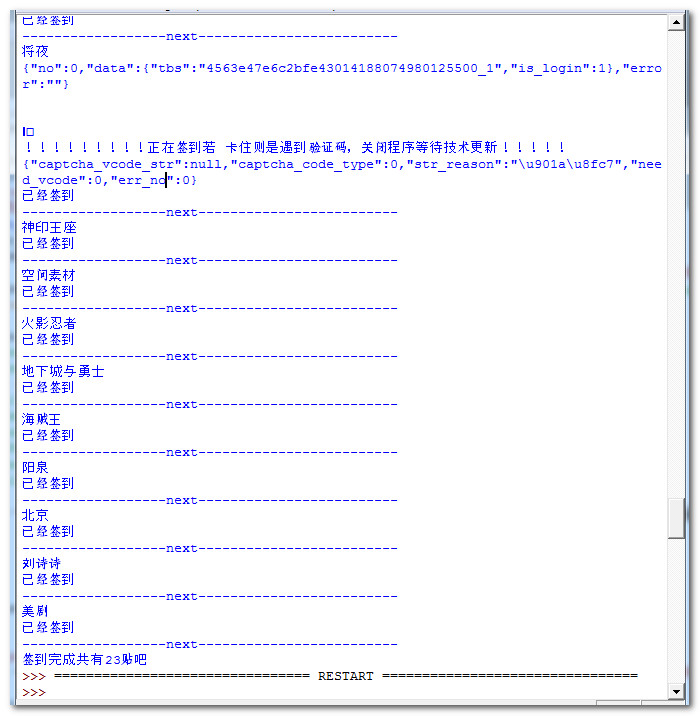 已经签到
------------------next-------------------------
将夜
{"no":0,"data":{"tbs":"4563e47e6c2bfe43014188074980125500_1","is_login":1},"erro
r":""}
！！！！！！！！！正在签到若 卡住则是遇到验证码，关闭程序等待技术更新！！！！！
{"captcha_vcode_str":null,"captcha_code_type":0,"str_reason":"\u901a\u8fc7","nee
d_vcode":0,"err_no":0}
已经签到
------------------next-------------------------
神印王座
已经签到
------------------next-------------------------
空间素材
已经签到
------------------next-------------------------
火影忍者
已经签到
------------------next-------------------------
地下城与勇士
已经签到
------------------next-------------------------
海贼王
已经签到
------------------next-------------------------
阳泉
已经签到
------------------next-------------------------
北京
已经签到
------------------next-------------------------
刘诗诗
已经签到
------------------next-------------------------
美剧
已经签到
------------------next-------------------------
签到完成共有23贴吧
>>> ================================ RESTART ================================
>>>